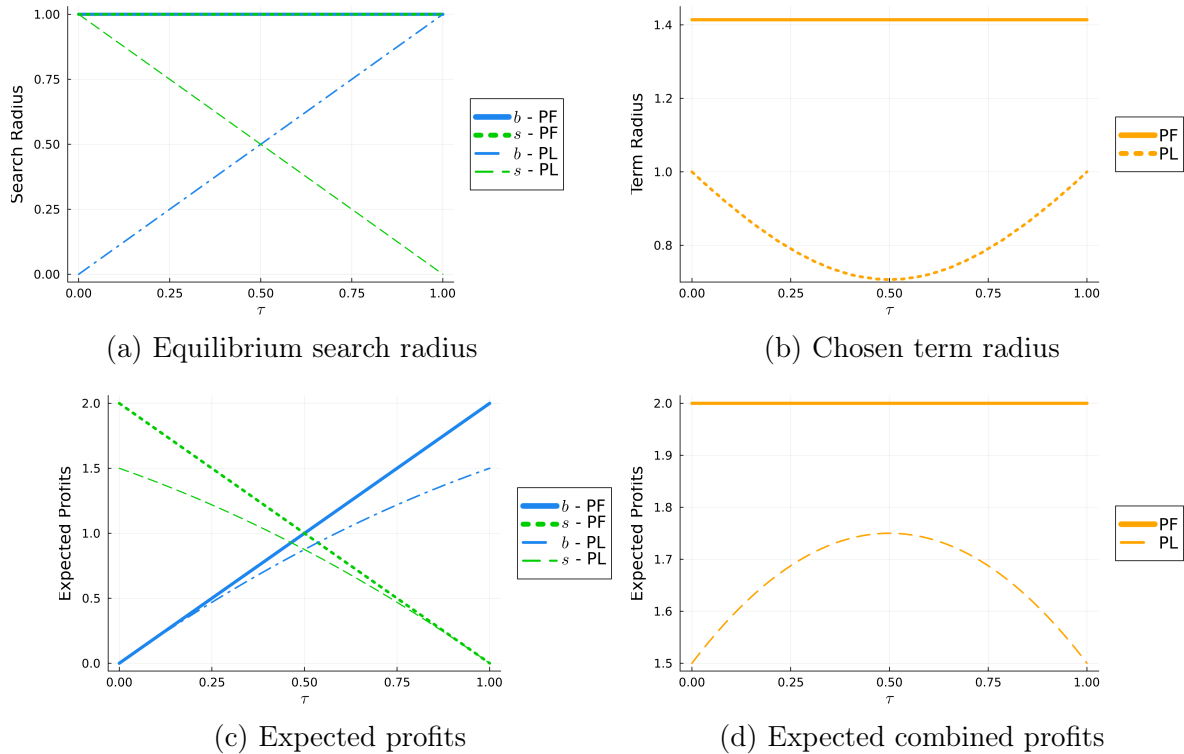 Search Radius
1.00
0.75
0.50
0.25
0.00
0.00 0.25 0.50 0.75 1.00
τ
b - PF
s - PF
b - PL
s - PL
(a) Equilibrium search radius
Term Radius
1.4
1.2
1.0
0.8
0.00 0.25 0.50 0.75 1.00
τ
PF
PL
(b) Chosen term radius
Expected Profits
2.0
1.5
1.0
0.5
0.0
0.00 0.25 0.50 0.75 1.00
τ
b - PF
s - PF
b - PL
s - PL
(c) Expected profits
Expected Profits
2.0
1.9
1.8
1.7
1.6
1.5
0.00 0.25 0.50 0.75 1.00
τ
PF
PL
(d) Expected combined profits